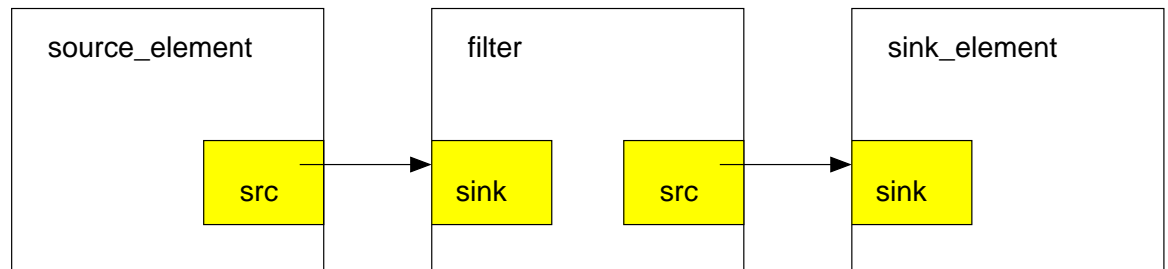 source_element
filter
sink_element
src
sink
src
sink